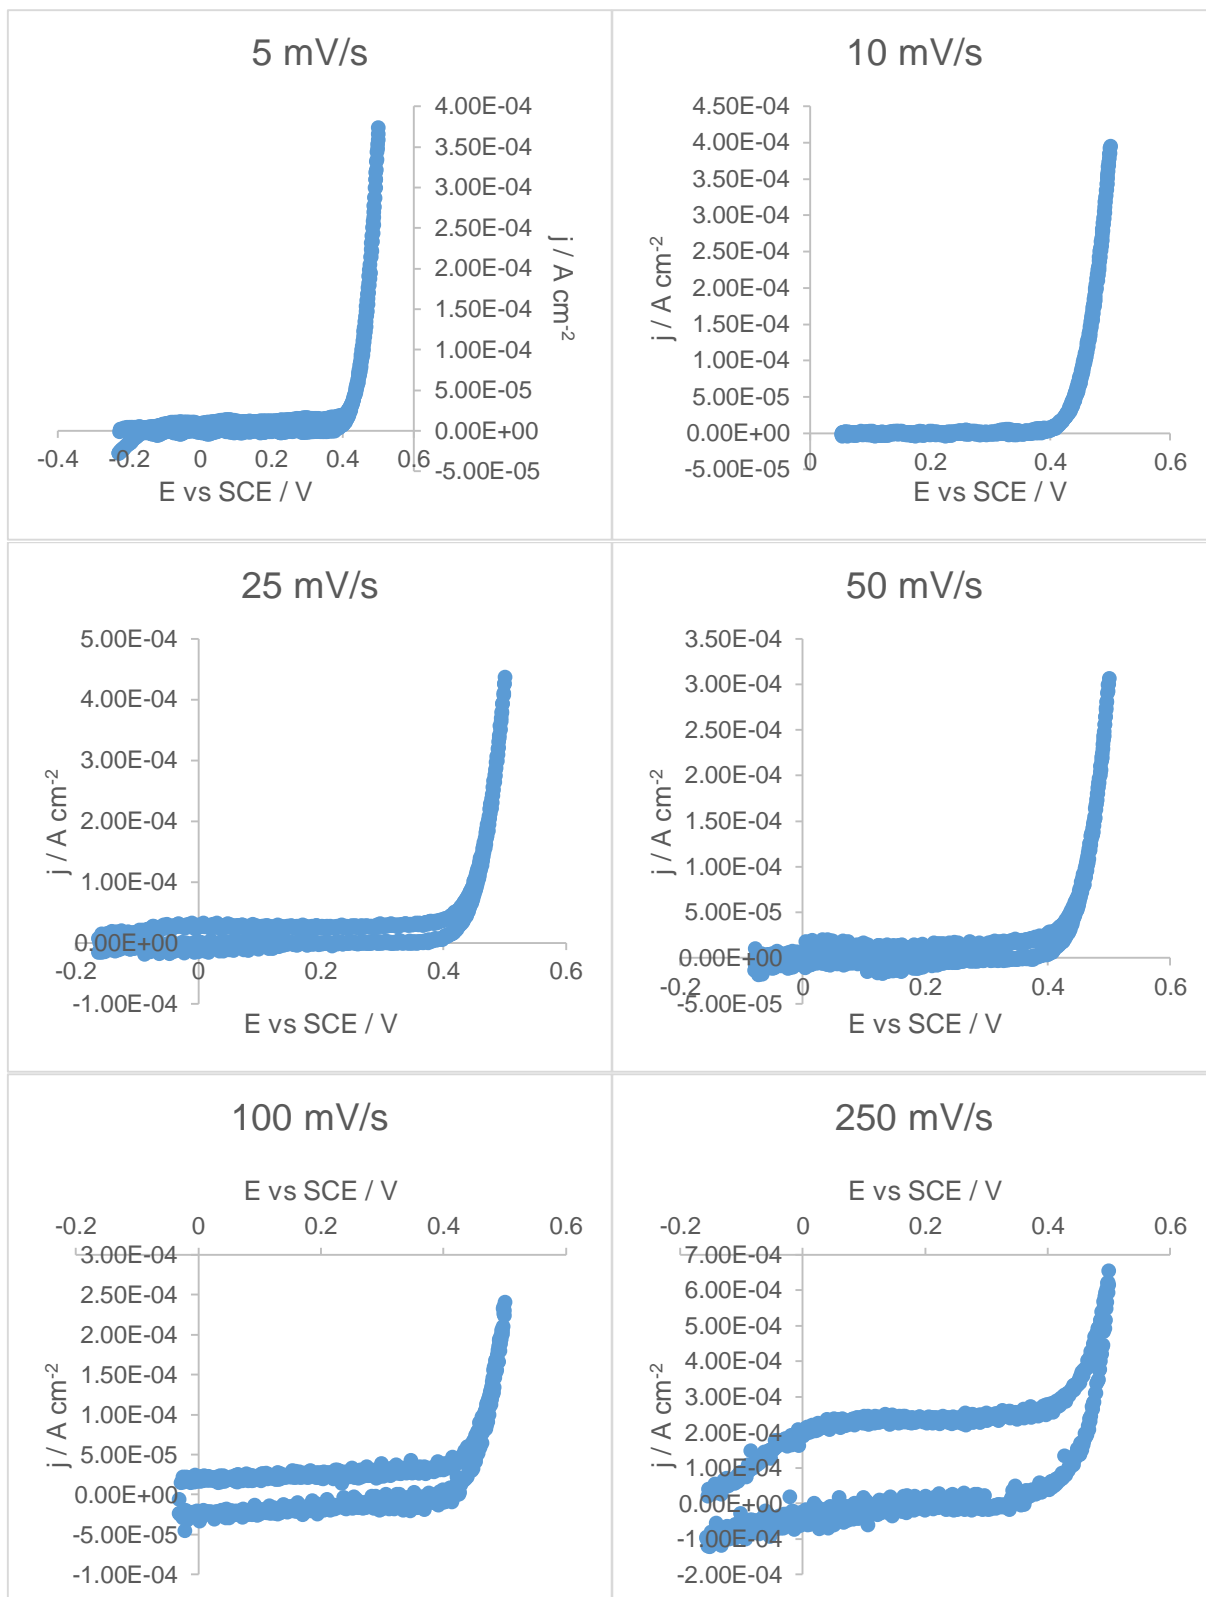 5 mV/s
4.00E-04
3.50E-04
3.00E-04
2.50E-04
2.00E-04
1.50E-04
1.00E-04
5.00E-05
0.00E+00
-5.00E-05
j / A cm-2
-0.4 -0.2 0 0.2 0.4 0.6
E vs SCE / V
10 mV/s
4.50E-04
4.00E-04
3.50E-04
3.00E-04
2.50E-04
2.00E-04
1.50E-04
1.00E-04
5.00E-05
0.00E+00
-5.00E-05
j / A cm-2
0 0.2 0.4 0.6
E vs SCE / V
25 mV/s
5.00E-04
4.00E-04
3.00E-04
2.00E-04
1.00E-04
0.00E+00
-1.00E-04
j / A cm-2
-0.2 0 0.2 0.4 0.6
E vs SCE / V
50 mV/s
3.50E-04
3.00E-04
2.50E-04
2.00E-04
1.50E-04
1.00E-04
5.00E-05
0.00E+00
-5.00E-05
j / A cm-2
-0.2 0 0.2 0.4 0.6
E vs SCE / V
100 mV/s
E vs SCE / V
-0.2 0 0.2 0.4 0.6
3.00E-04
2.50E-04
2.00E-04
1.50E-04
1.00E-04
5.00E-05
0.00E+00
-5.00E-05
-1.00E-04
j / A cm-2
250 mV/s
E vs SCE / V
-0.2 0 0.2 0.4 0.6
7.00E-04
6.00E-04
5.00E-04
4.00E-04
3.00E-04
2.00E-04
1.00E-04
0.00E+00
-1.00E-04
-2.00E-04
j / A cm-2